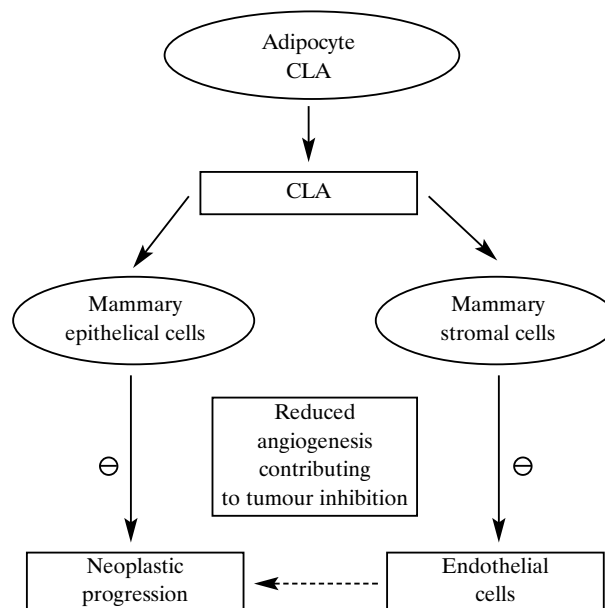 Adipocyte
CLA
CLA
Mammary
epithelical cells
Mammary
stromal cells
Reduced
angiogenesis
contributing
to tumour inhibition
Neoplastic
progression
Endothelial
cells